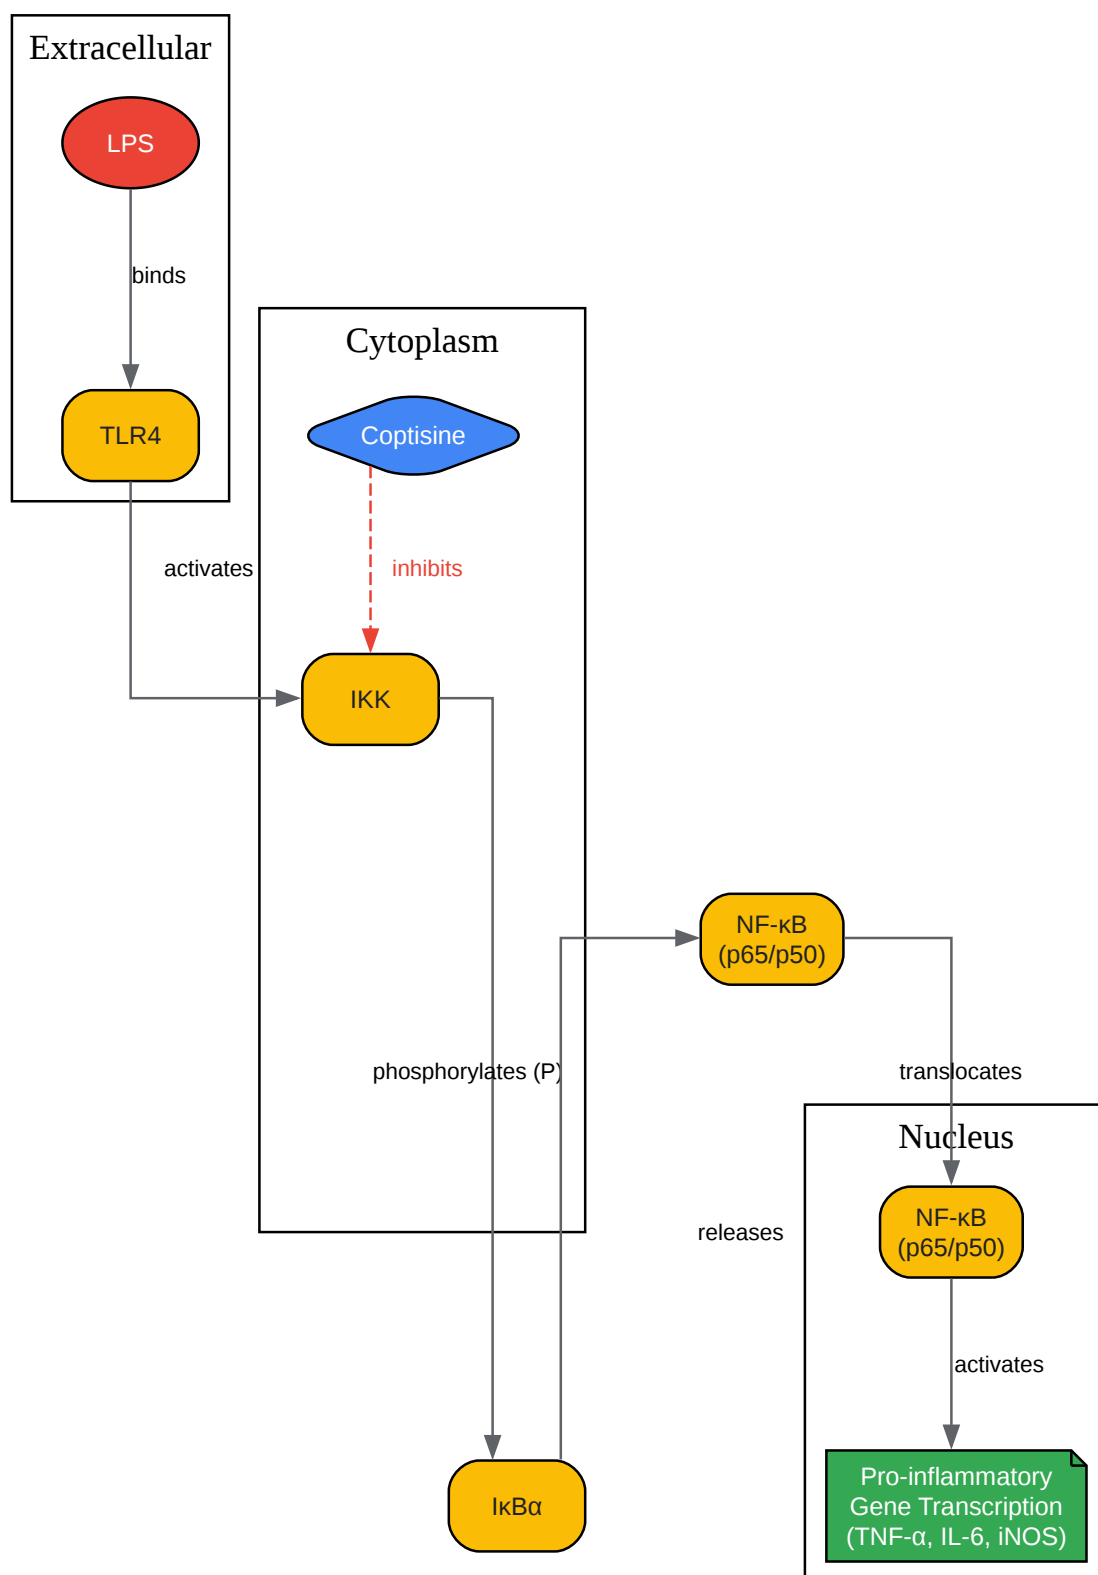 Extracellular
LPS
binds
TLR4
activates
Cytoplasm
Coptisine
inhibits
IKK
phosphorylates (P)
IκBα
releases
NF-κB
(p65/p50)
translocates
Nucleus
NF-κB
(p65/p50)
activates
Pro-inflammatory
Gene Transcription
(TNF-α, IL-6, iNOS)